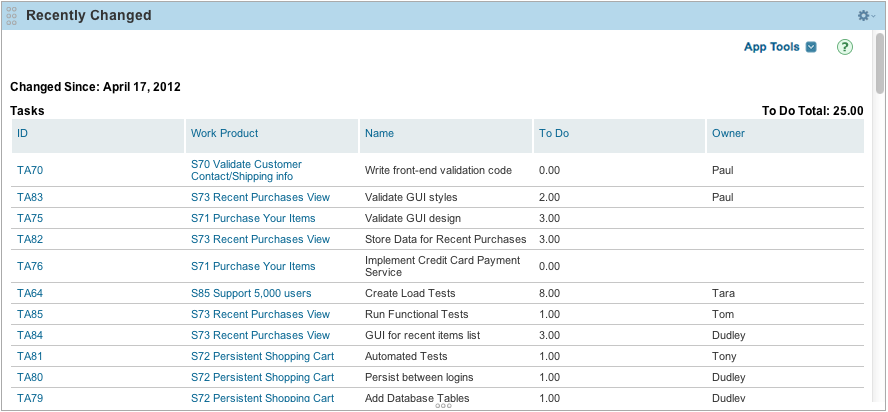 Recently Changed
App Tools
?
Changed Since: April 17, 2012
Tasks To Do Total: 25.00
ID Work Product Name To Do Owner
TA70 S70 Validate Customer Contact/Shipping info Write front-end validation code 0.00 Paul
TA83 S73 Recent Purchases View Validate GUI styles 2.00 Paul
TA75 S71 Purchase Your Items Validate GUI design 3.00
TA82 S73 Recent Purchases View Store Data for Recent Purchases 3.00
TA76 S71 Purchase Your Items Implement Credit Card Payment Service 0.00
TA64 S85 Support 5,000 users Create Load Tests 8.00 Tara
TA85 S73 Recent Purchases View Run Functional Tests 1.00 Tom
TA84 S73 Recent Purchases View GUI for recent items list 3.00 Dudley
TA81 S72 Persistent Shopping Cart Automated Tests 1.00 Tony
TA80 S72 Persistent Shopping Cart Persist between logins 1.00 Dudley
TA79 S72 Persistent Shopping Cart Add Database Tables 1.00 Dudley